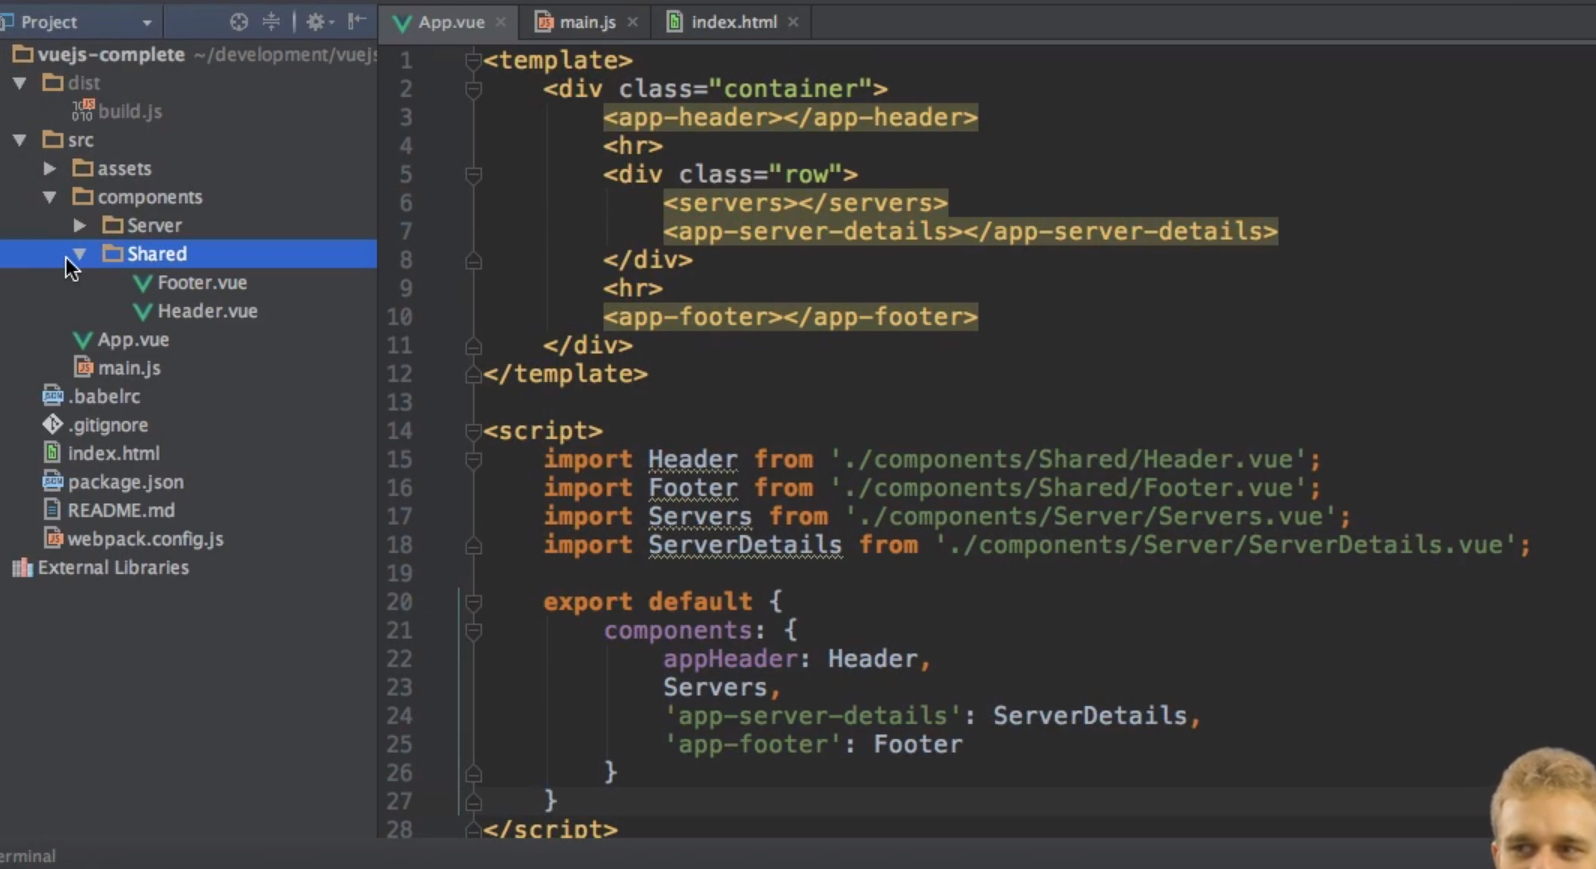 Project
App.vue
main.js
index.html
vuejs-complete ~/development/vuejs
dist
build.js
src
assets
components
Server
Shared
Footer.vue
Header.vue
App.vue
main.js
.babelrc
.gitignore
index.html
package.json
README.md
webpack.config.js
External Libraries
1 <template>
2 <div class="container">
3 <app-header></app-header>
4 <hr>
5 <div class="row">
6 <servers></servers>
7 <app-server-details></app-server-details>
8 </div>
9 <hr>
10 <app-footer></app-footer>
11 </div>
12 </template>
13
14 <script>
15 import Header from './components/Shared/Header.vue';
16 import Footer from './components/Shared/Footer.vue';
17 import Servers from './components/Server/Servers.vue';
18 import ServerDetails from './components/Server/ServerDetails.vue';
19
20 export default {
21 components: {
22 appHeader: Header,
23 Servers,
24 'app-server-details': ServerDetails,
25 'app-footer': Footer
26 }
27 }
28 </script>
erminal